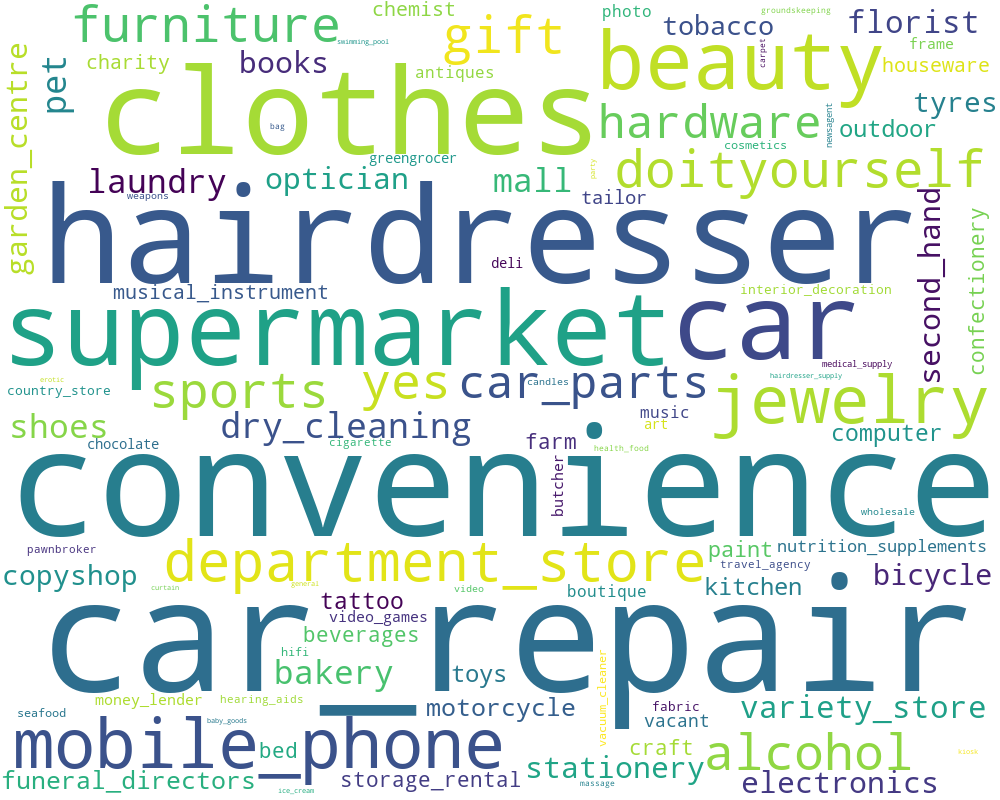 chemist
photo
groundskeeping
furniture
gift
tobacco
florist
swimming_pool
beauty
frame
books
charity
pet
clothes
antiques
carpet
houseware
garden_centre
hardware
tyres
newsagent
outdoor
bag
cosmetics
greengrocer
doityourself
laundry
optician
mall
party
weapons
tailor
hairdresser
second_hand
confectionery
deli
musical_instrument
interior_decoration
supermarket
car
medical_supply
erotic
country_store
sports
yes
car_parts
candles
hairdresser_supply
jewelry
shoes
dry_cleaning
music
art
computer
chocolate
cigarette
farm
health_food
convenience
butcher
wholesale
pawnbroker
department_store
paint
nutrition_supplements
travel_agency
copyshop
curtain
general
video
boutique
kitchen
bicycle
tattoo
video_games
car_repair
beverages
hifi
bakery
toys
vacuum_cleaner
money_lender
hearing_aids
motorcycle
fabric
variety_store
seafood
baby_goods
vacant
mobile_phone
bed
craft
alcohol
kiosk
funeral_directors
storage_rental
stationery
electronics
ice_cream
massage